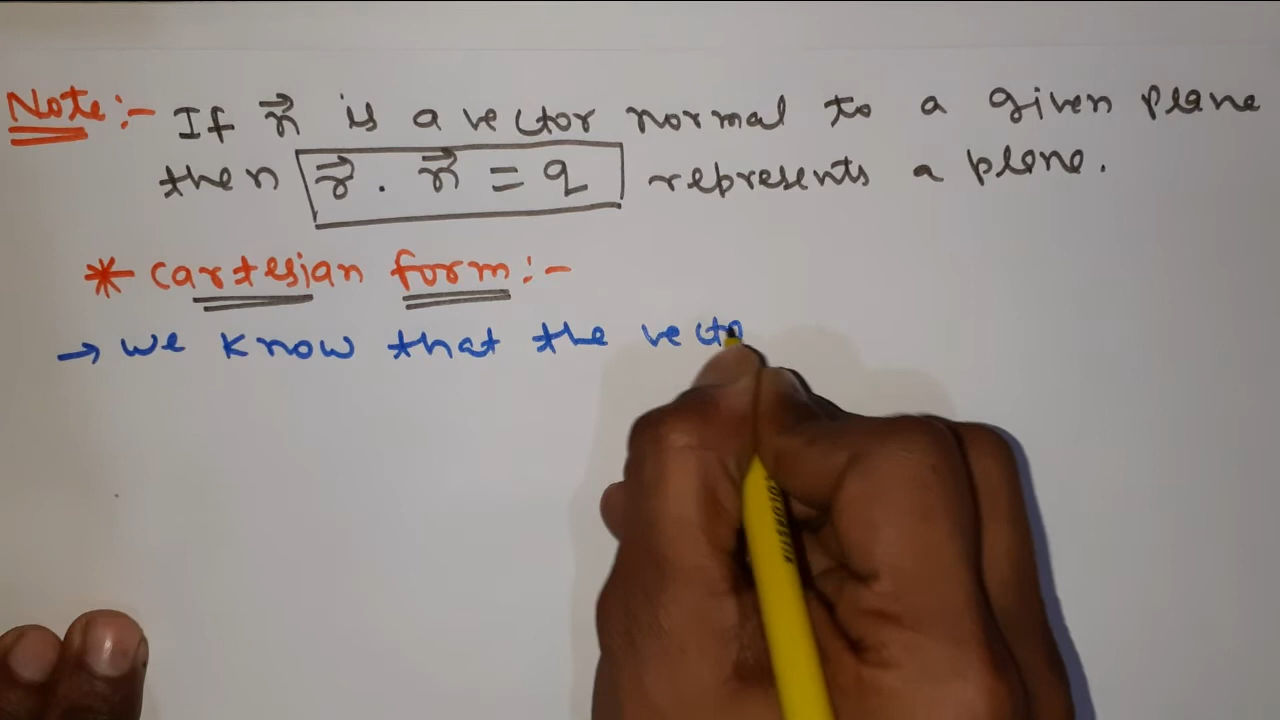 Note:- If n⃗ is a vector normal to a given plane
then r⃗ . n⃗ = q represents a plane.
* cartesian form:-
→ we know that the vecto